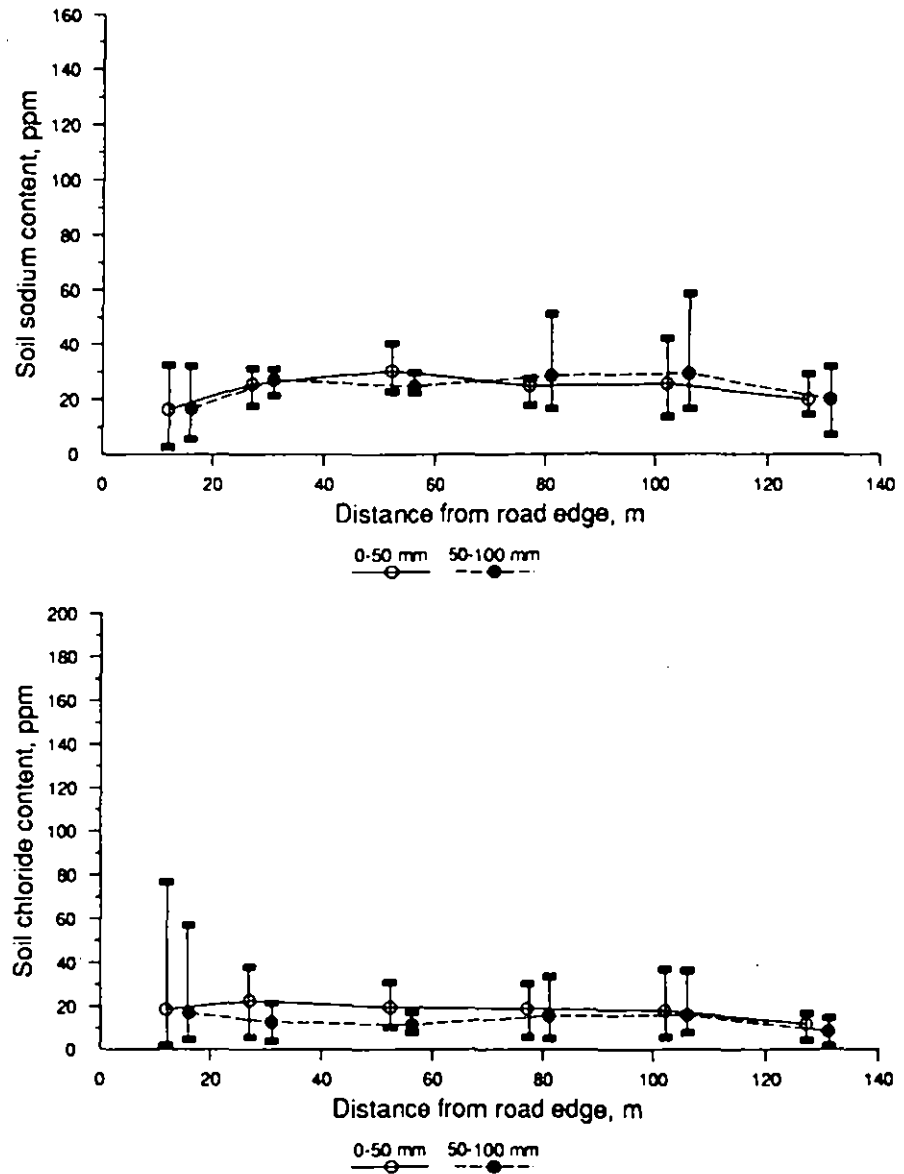 160
140
120
100
80
60
40
20
0
Soil sodium content, ppm
0 20 40 60 80 100 120 140
Distance from road edge, m
0-50 mm 50-100 mm
200
180
160
140
120
100
80
60
40
20
0
Soil chloride content, ppm
0 20 40 60 80 100 120 140
Distance from road edge, m
0-50 mm 50-100 mm